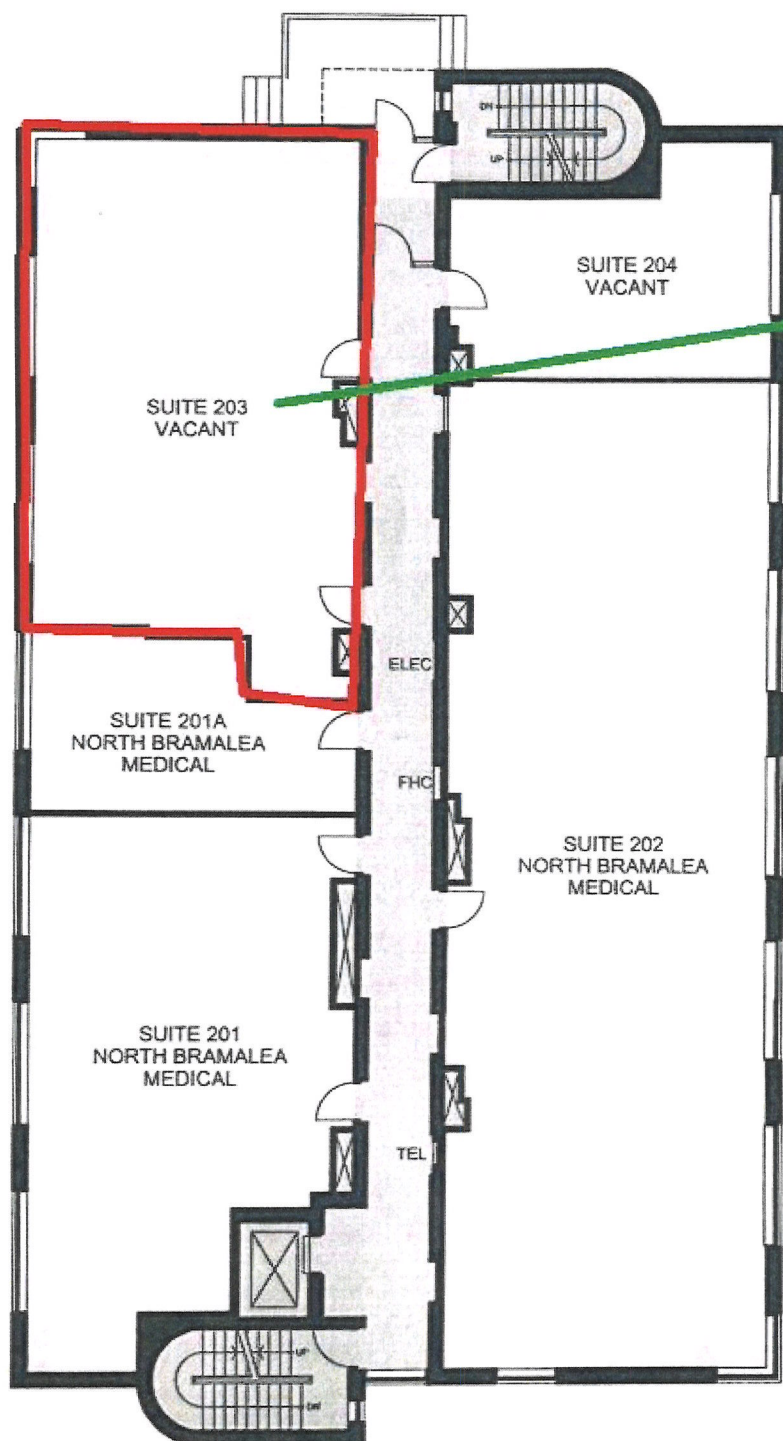 DN
UP
SUITE 204
VACANT
SUITE 203
VACANT
ELEC
SUITE 201A
NORTH BRAMALEA
MEDICAL
FHC
SUITE 202
NORTH BRAMALEA
MEDICAL
SUITE 201
NORTH BRAMALEA
MEDICAL
TEL
UP
DN